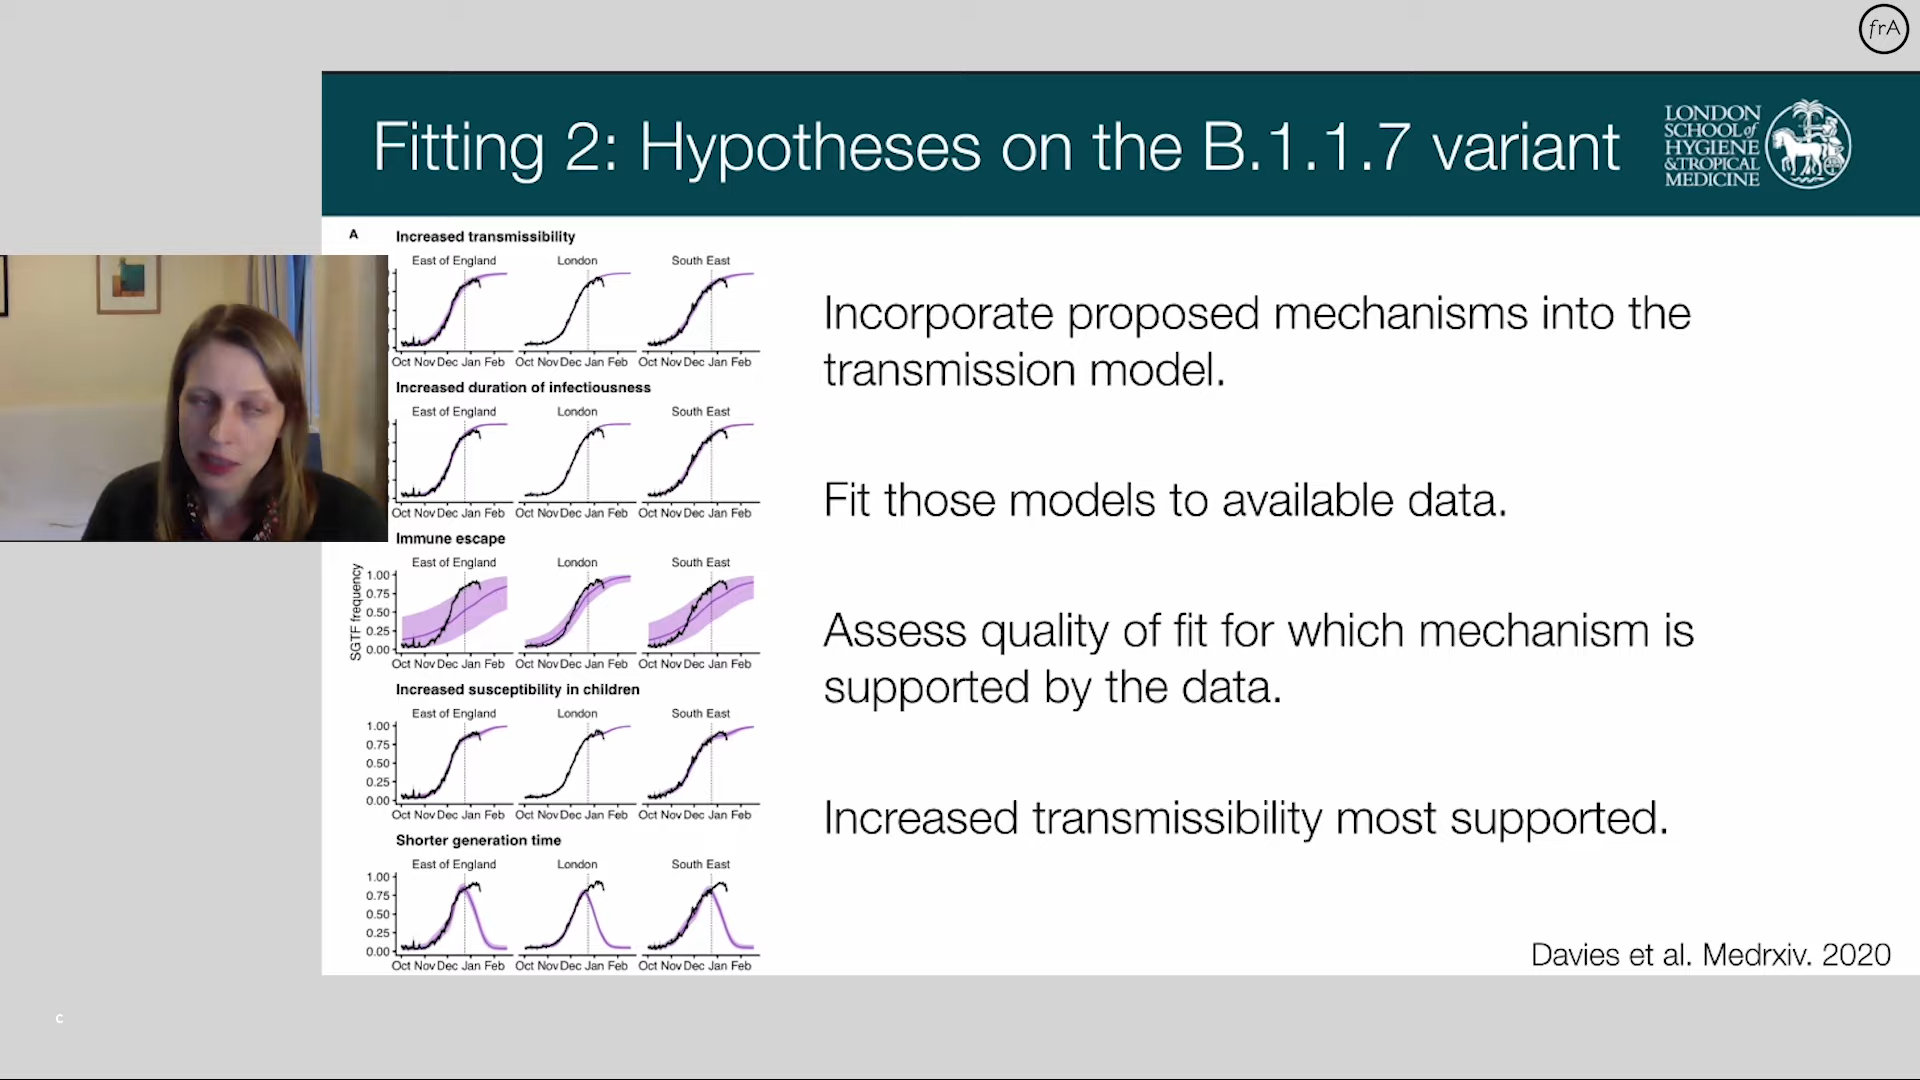 frA
Fitting 2: Hypotheses on the B.1.1.7 variant
LONDON
SCHOOL of
HYGIENE
& TROPICAL
MEDICINE
A
Increased transmissibility
East of England London South East
Oct Nov Dec Jan Feb Oct Nov Dec Jan Feb Oct Nov Dec Jan Feb
Increased duration of infectiousness
East of England London South East
Oct Nov Dec Jan Feb Oct Nov Dec Jan Feb Oct Nov Dec Jan Feb
Immune escape
East of England London South East
SGTF frequency
1.00
0.75
0.50
0.25
0.00
Oct Nov Dec Jan Feb Oct Nov Dec Jan Feb Oct Nov Dec Jan Feb
Increased susceptibility in children
East of England London South East
1.00
0.75
0.50
0.25
0.00
Oct Nov Dec Jan Feb Oct Nov Dec Jan Feb Oct Nov Dec Jan Feb
Shorter generation time
East of England London South East
1.00
0.75
0.50
0.25
0.00
Oct Nov Dec Jan Feb Oct Nov Dec Jan Feb Oct Nov Dec Jan Feb
Incorporate proposed mechanisms into the
transmission model.
Fit those models to available data.
Assess quality of fit for which mechanism is
supported by the data.
Increased transmissibility most supported.
Davies et al. Medrxiv. 2020
c